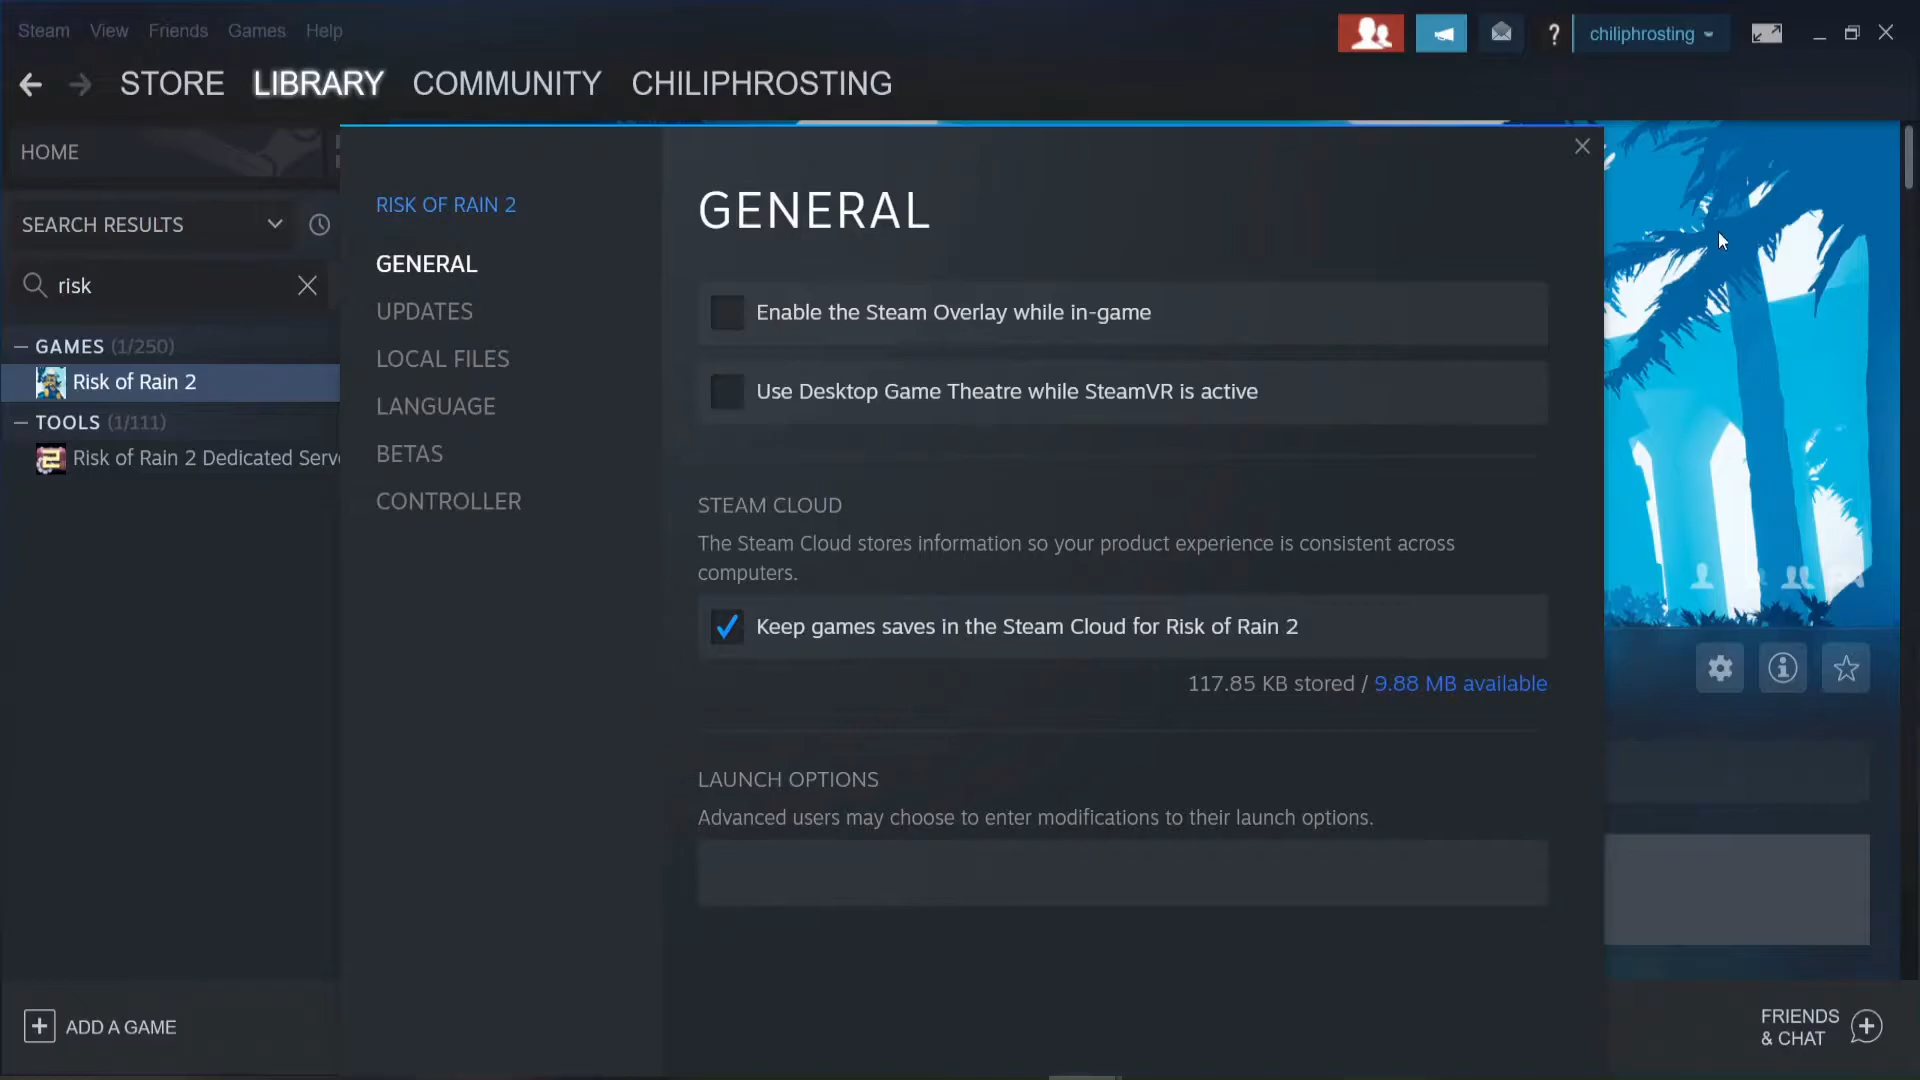 Steam View Friends Games Help
chiliphrosting
STORE LIBRARY COMMUNITY CHILIPHROSTING
HOME
SEARCH RESULTS
risk
GAMES (1/250)
Risk of Rain 2
TOOLS (1/111)
Risk of Rain 2 Dedicated Serv
ADD A GAME
RISK OF RAIN 2
GENERAL
UPDATES
LOCAL FILES
LANGUAGE
BETAS
CONTROLLER
GENERAL
Enable the Steam Overlay while in-game
Use Desktop Game Theatre while SteamVR is active
STEAM CLOUD
The Steam Cloud stores information so your product experience is consistent across
computers.
Keep games saves in the Steam Cloud for Risk of Rain 2
117.85 KB stored / 9.88 MB available
LAUNCH OPTIONS
Advanced users may choose to enter modifications to their launch options.
FRIENDS
& CHAT